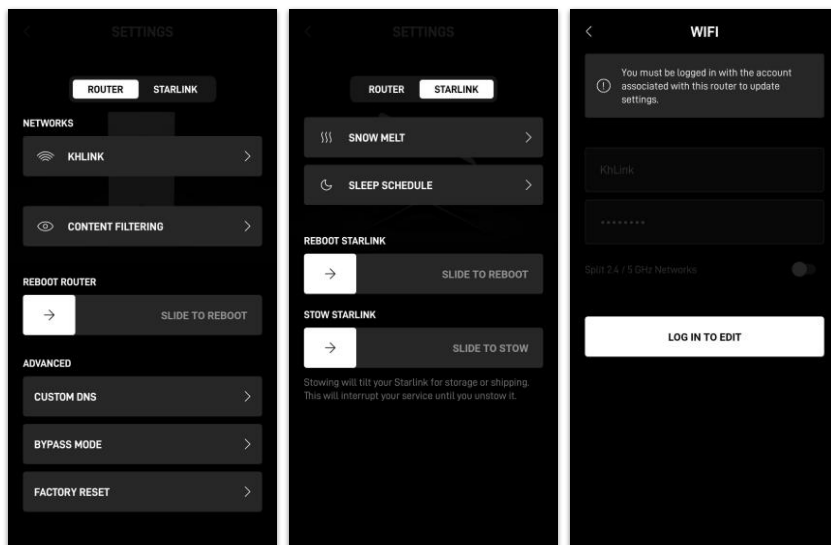 SETTINGS
ROUTER
STARLINK
NETWORKS
KHLINK
CONTENT FILTERING
REBOOT ROUTER
SLIDE TO REBOOT
ADVANCED
CUSTOM DNS
BYPASS MODE
FACTORY RESET
SETTINGS
ROUTER
STARLINK
SNOW MELT
SLEEP SCHEDULE
REBOOT STARLINK
SLIDE TO REBOOT
STOW STARLINK
SLIDE TO STOW
Stowing will tilt your Starlink for storage or shipping.
This will interrupt your service until you unstow it.
WIFI
You must be logged in with the account
associated with this router to update
settings.
KhLink
Split 2.4 / 5 GHz Networks
LOG IN TO EDIT